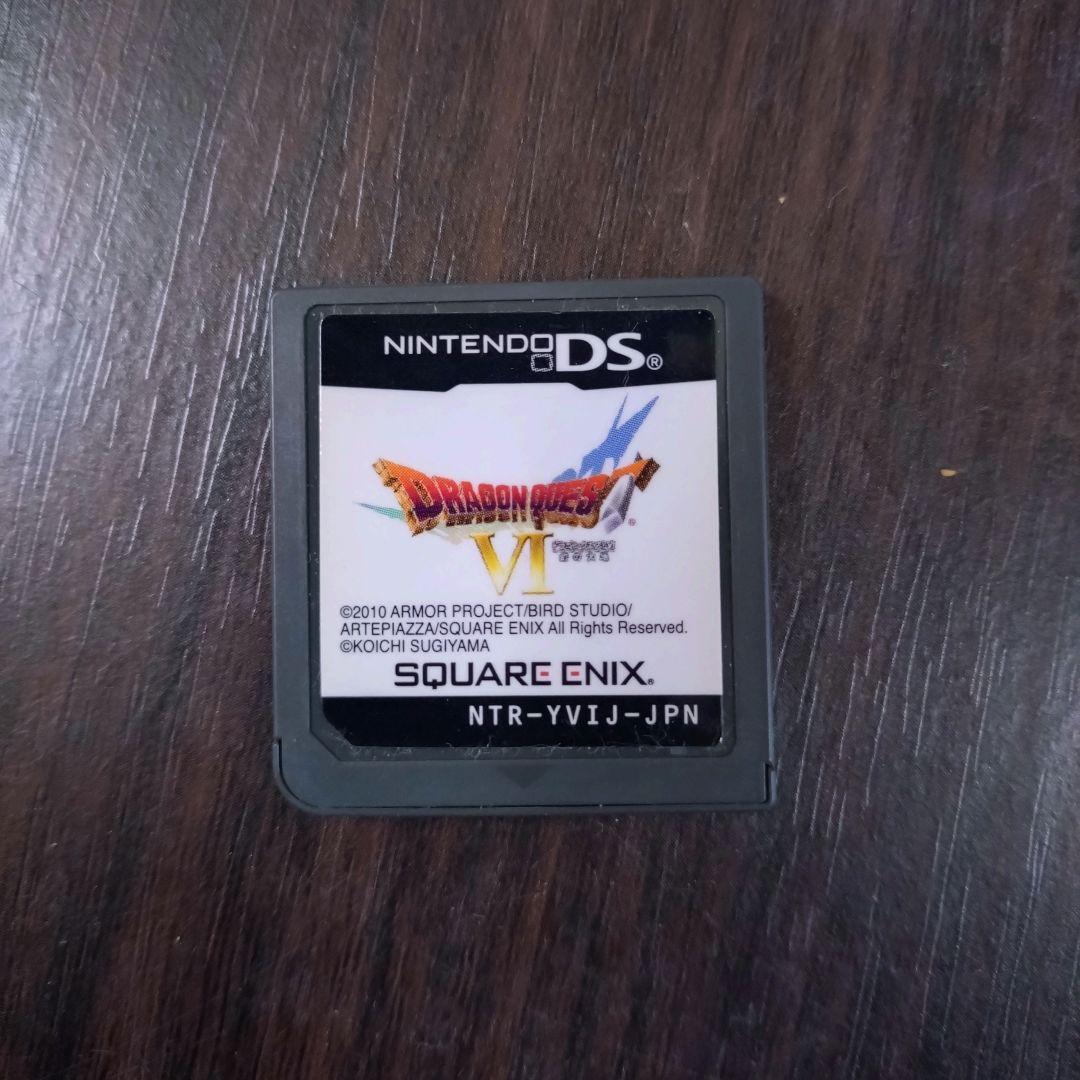 NINTENDO DS®
DRAGON QUEST®
VI
©2010 ARMOR PROJECT/BIRD STUDIO/
ARTEPIAZZA/SQUARE ENIX All Rights Reserved.
©KOICHI SUGIYAMA
SQUARE ENIX®
NTR-YVIJ-JPN